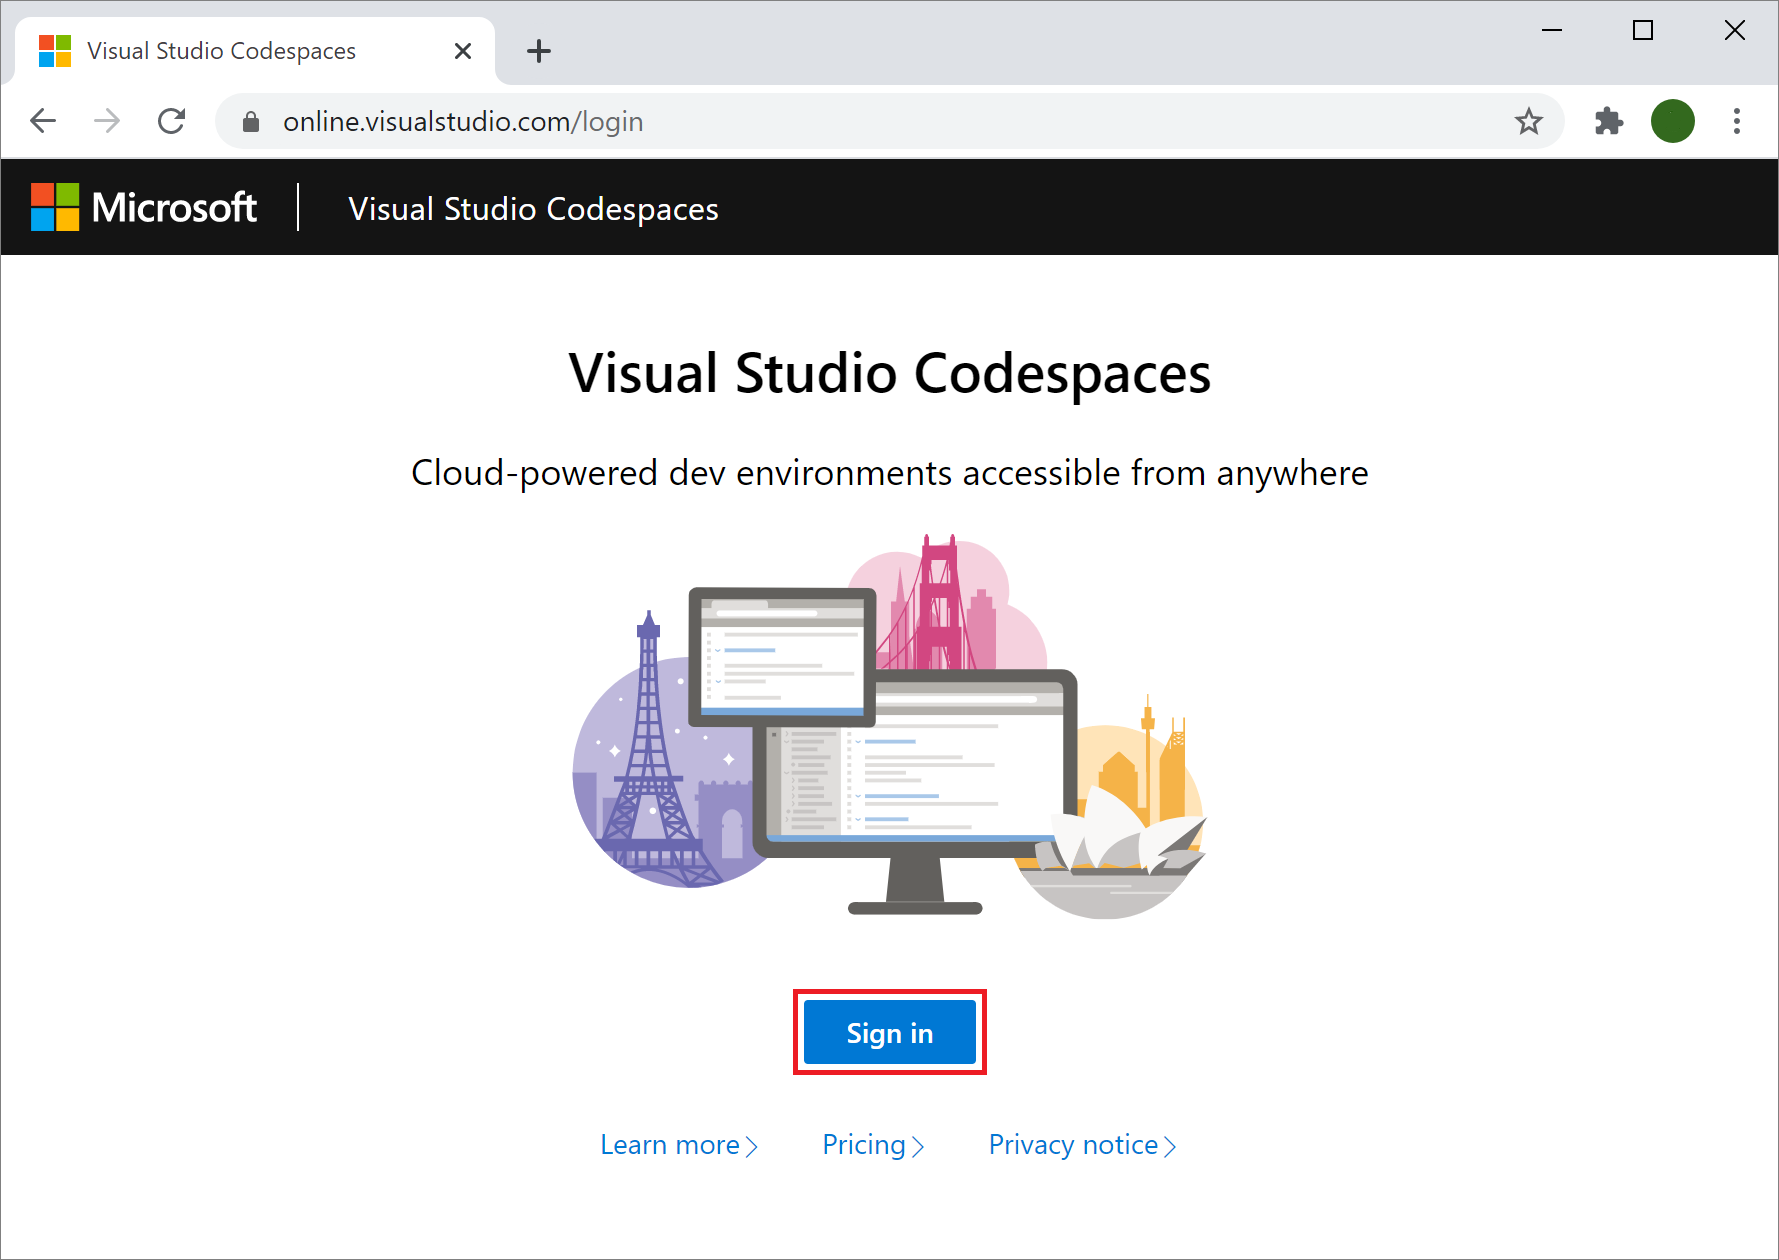 Visual Studio Codespaces
online.visualstudio.com/login
Microsoft
Visual Studio Codespaces
Visual Studio Codespaces
Cloud-powered dev environments accessible from anywhere
Sign in
Learn more
Pricing
Privacy notice